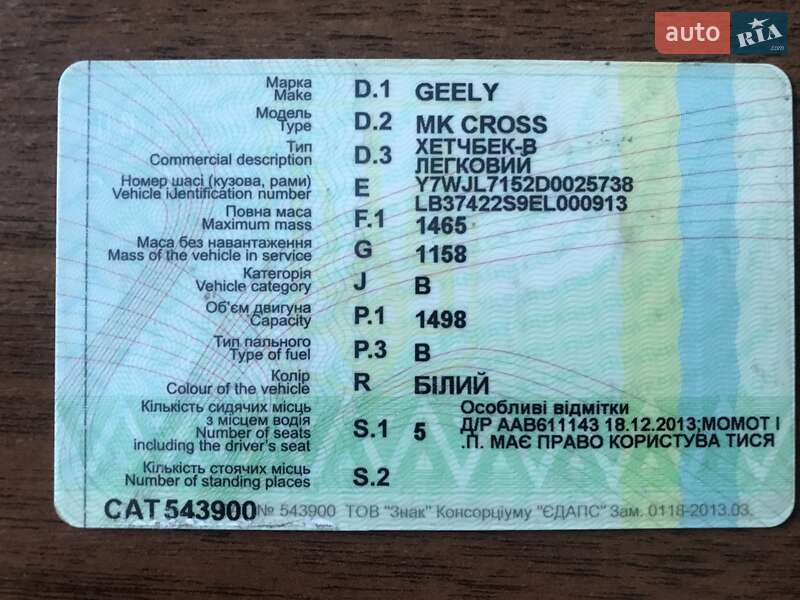 auto RIA .com
Марка D.1 GEELY
Make
Модель D.2 MK CROSS
Type
Тип D.3 ХЕТЧБЕК-В
Commercial description ЛЕГКОВИЙ
Номер шасі (кузова, рами) E Y7WJL7152D0025738
Vehicle identification number LB37422S9EL000913
Повна маса F.1 1465
Maximum mass
Маса без навантаження G 1158
Mass of the vehicle in service
Категорія J B
Vehicle category
Об'єм двигуна P.1 1498
Capacity
Тип пального P.3 B
Type of fuel
Колір R БІЛИЙ
Colour of the vehicle
Кількість сидячих місць Особливі відмітки
з місцем водія S.1 5 Д/Р ААВ611143 18.12.2013;МОМОТ І
Number of seats .П. МАЄ ПРАВО КОРИСТУВА ТИСЯ
including the driver's seat
Кількість стоячих місць S.2
Number of standing places
САТ543900 № 543900 ТОВ "Знак" Консорціуму "ЄДАПС" Зам. 0118-2013.03.